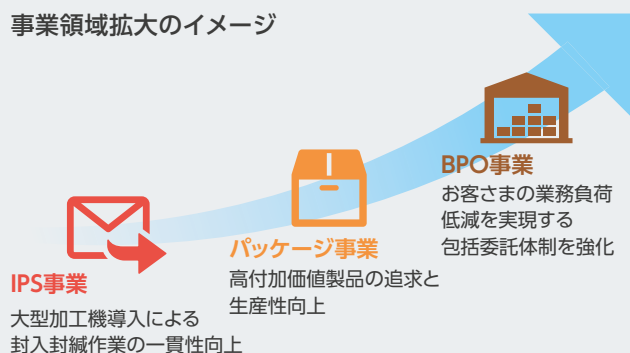 事業領域拡大のイメージ
IPS事業
大型加工機導入による
封入封緘作業の一貫性向上
パッケージ事業
高付加価値製品の追求と
生産性向上
BPO事業
お客さまの業務負荷
低減を実現する
包括委託体制を強化